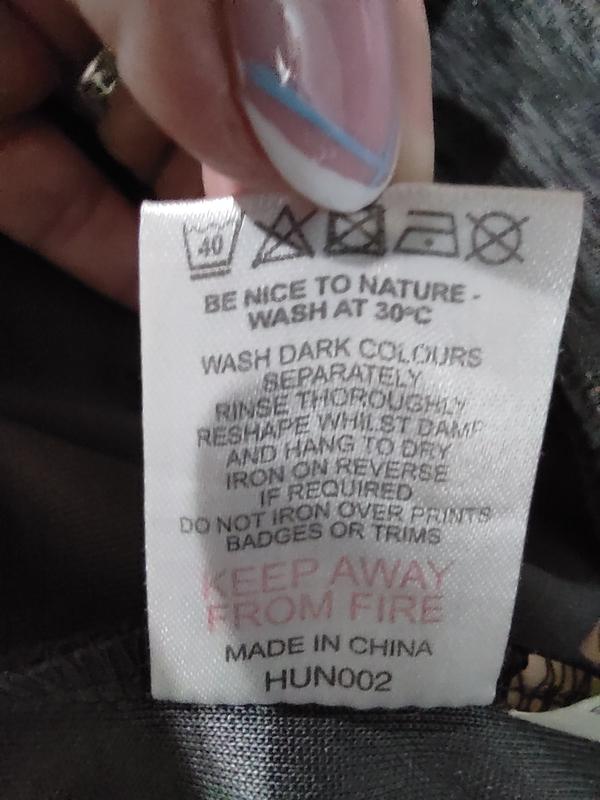 40
BE NICE TO NATURE -
WASH AT 30ºC
WASH DARK COLOURS
SEPARATELY
RINSE THOROUGHLY
RESHAPE WHILST DAMP
AND HANG TO DRY
IRON ON REVERSE
IF REQUIRED
DO NOT IRON OVER PRINTS
BADGES OR TRIMS
KEEP AWAY
FROM FIRE
MADE IN CHINA
HUN002